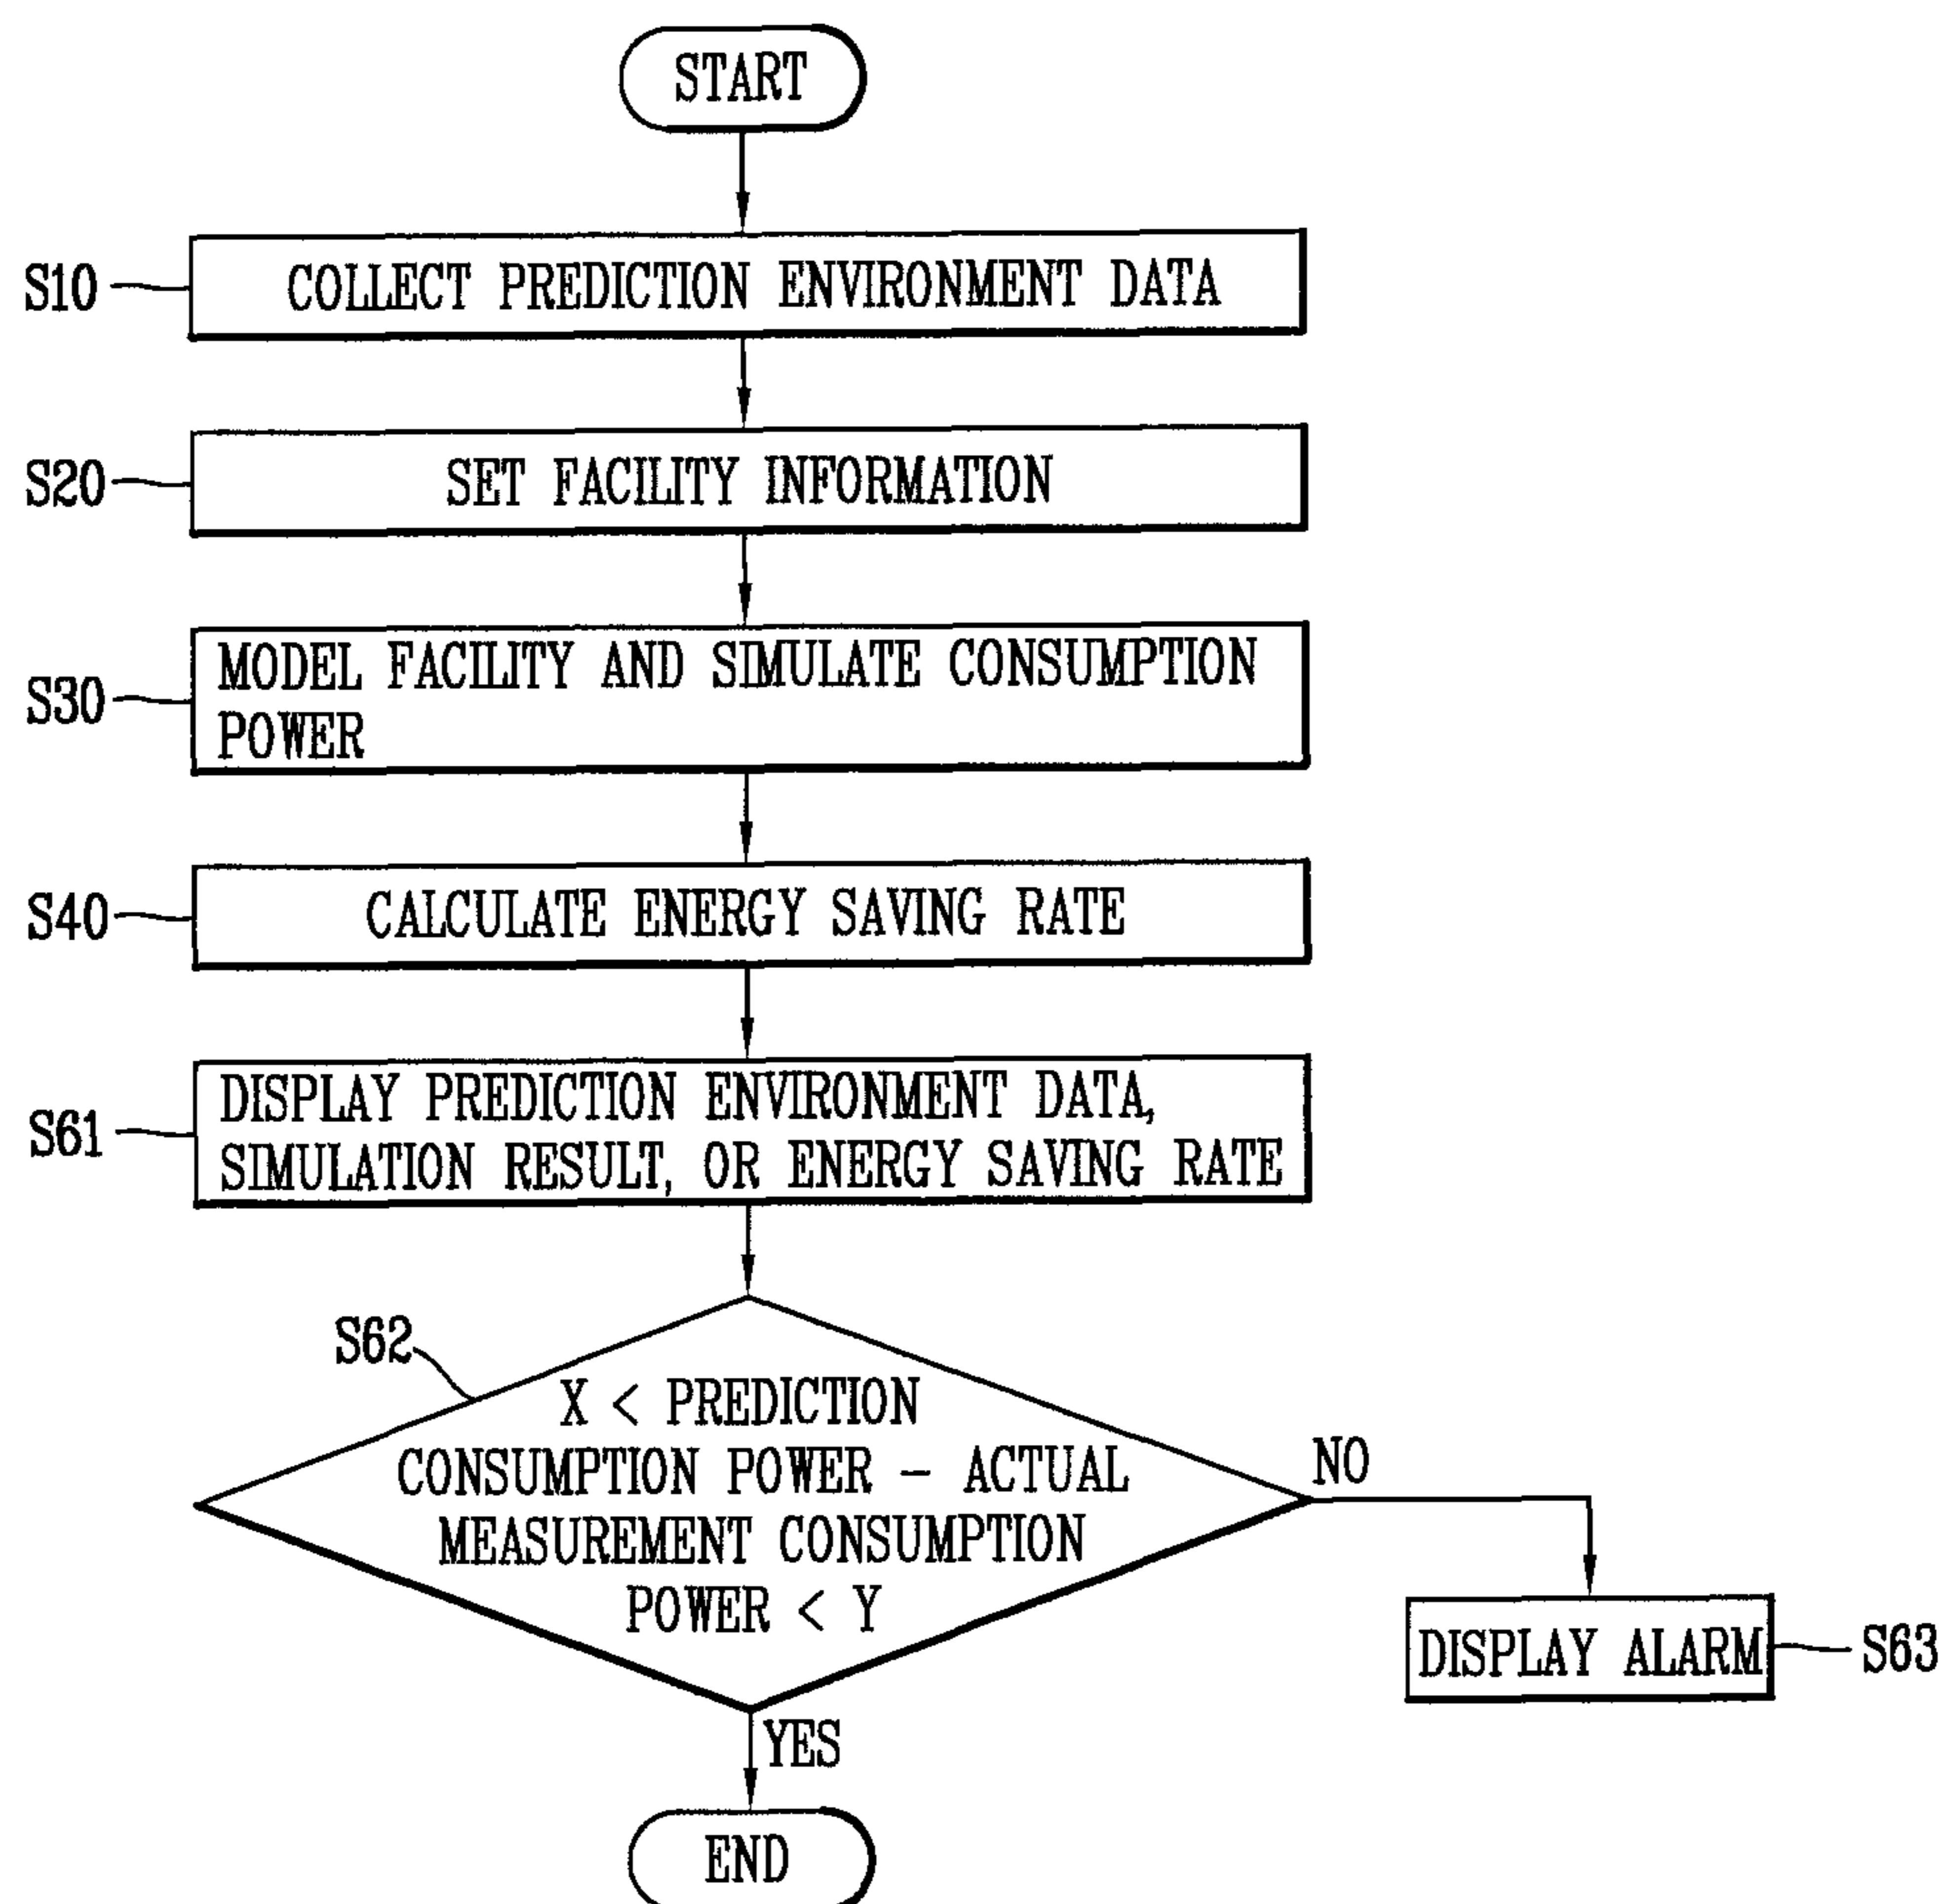 START
S10
COLLECT PREDICTION ENVIRONMENT DATA
S20
SET FACILITY INFORMATION
S30
MODEL FACILITY AND SIMULATE CONSUMPTION
POWER
S40
CALCULATE ENERGY SAVING RATE
S61
DISPLAY PREDICTION ENVIRONMENT DATA,
SIMULATION RESULT, OR ENERGY SAVING RATE
S62
X < PREDICTION
CONSUMPTION POWER - ACTUAL
MEASUREMENT CONSUMPTION
POWER < Y
NO
DISPLAY ALARM
S63
YES
END